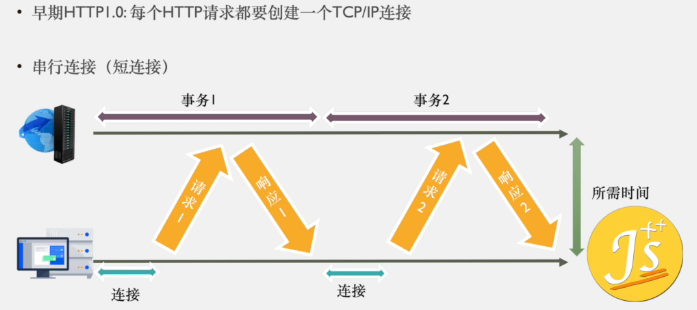 • 早期HTTP1.0: 每个HTTP请求都要创建一个TCP/IP连接
• 串行连接（短连接）
事务1
事务2
请求1
响应1
请求2
响应2
所需时间
Js++
连接
连接